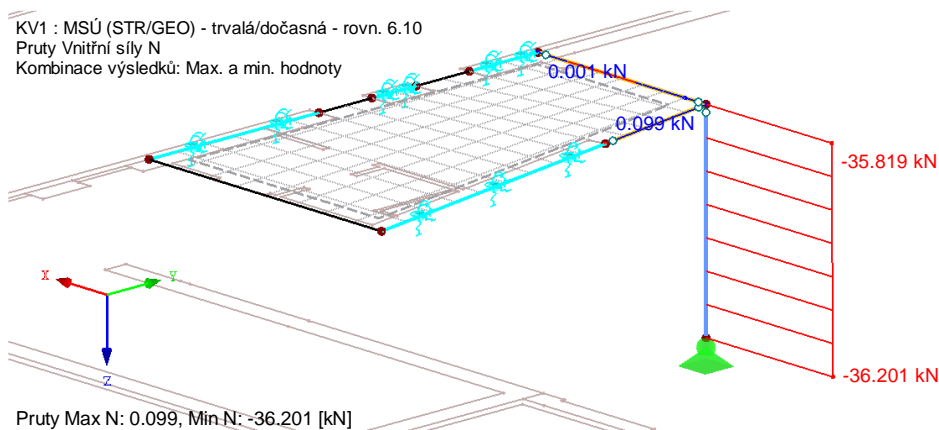 KV1 : MSÚ (STR/GEO) - trvalá/dočasná - rovn. 6.10
Pruty Vnitřní síly N
Kombinace výsledků: Max. a min. hodnoty
0.001 kN
0.099 kN
-35.819 kN
x
y
z
-36.201 kN
Pruty Max N: 0.099, Min N: -36.201 [kN]